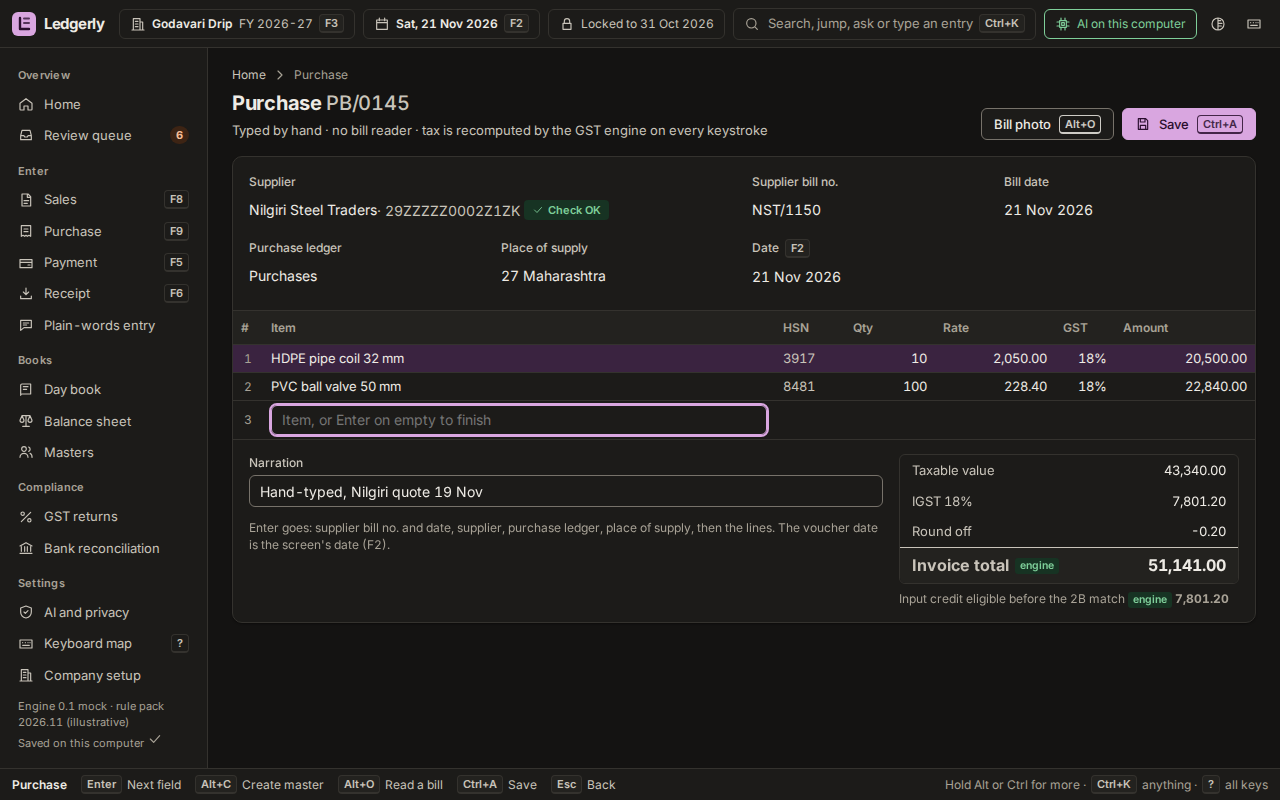 Ledgerly
Godavari Drip FY 2026-27 F3
Sat, 21 Nov 2026 F2
Locked to 31 Oct 2026
Search, jump, ask or type an entry Ctrl+K
AI on this computer
Overview
Home
Review queue 6
Enter
Sales F8
Purchase F9
Payment F5
Receipt F6
Plain-words entry
Books
Day book
Balance sheet
Masters
Compliance
GST returns
Bank reconciliation
Settings
AI and privacy
Keyboard map ?
Company setup
Engine 0.1 mock · rule pack
2026.11 (illustrative)
Saved on this computer
Home > Purchase
Purchase PB/0145
Typed by hand · no bill reader · tax is recomputed by the GST engine on every keystroke
Bill photo Alt+O
Save Ctrl+A
Supplier Supplier bill no. Bill date
Nilgiri Steel Traders · 29ZZZZZ0002Z1ZK Check OK NST/1150 21 Nov 2026
Purchase ledger Place of supply Date F2
Purchases 27 Maharashtra 21 Nov 2026
# Item HSN Qty Rate GST Amount
1 HDPE pipe coil 32 mm 3917 10 2,050.00 18% 20,500.00
2 PVC ball valve 50 mm 8481 100 228.40 18% 22,840.00
3 Item, or Enter on empty to finish
Narration
Hand-typed, Nilgiri quote 19 Nov
Enter goes: supplier bill no. and date, supplier, purchase ledger, place of supply, then the lines. The voucher date
is the screen's date (F2).
Taxable value 43,340.00
IGST 18% 7,801.20
Round off -0.20
Invoice total engine 51,141.00
Input credit eligible before the 2B match engine 7,801.20
Purchase Enter Next field Alt+C Create master Alt+O Read a bill Ctrl+A Save Esc Back
Hold Alt or Ctrl for more · Ctrl+K anything · ? all keys